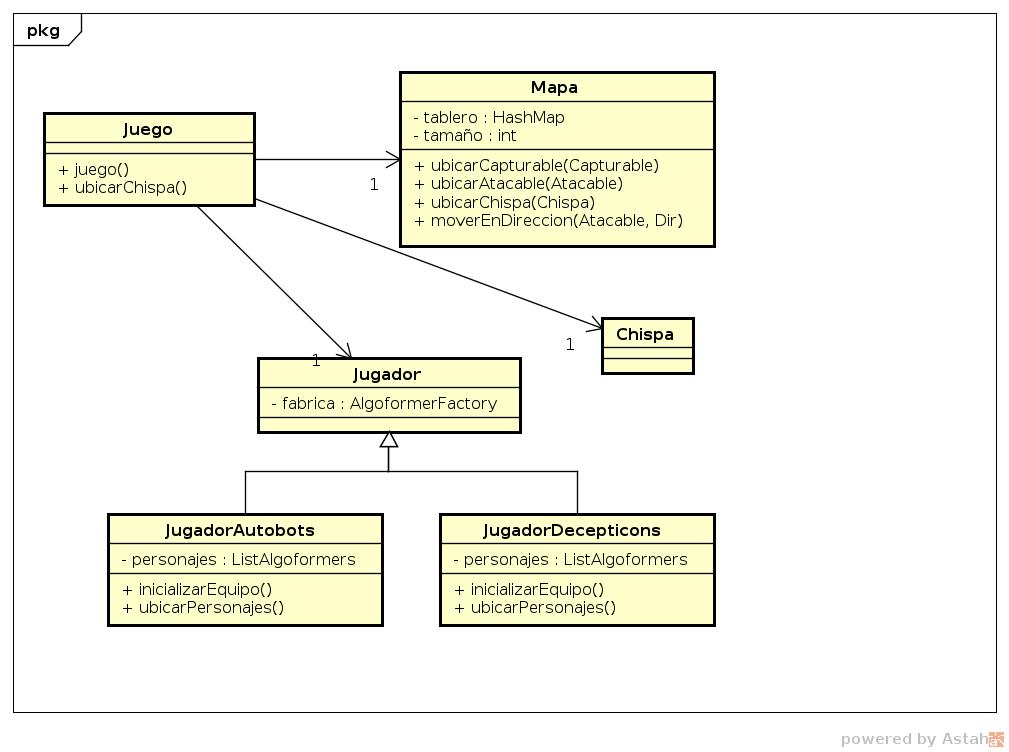 pkg
Juego
+ juego()
+ ubicarChispa()
Mapa
- tablero : HashMap
- tamaño : int
+ ubicarCapturable(Capturable)
+ ubicarAtacable(Atacable)
+ ubicarChispa(Chispa)
+ moverEnDireccion(Atacable, Dir)
1
Chispa
1
1
Jugador
- fabrica : AlgoformerFactory
JugadorAutobots
- personajes : ListAlgoformers
+ inicializarEquipo()
+ ubicarPersonajes()
JugadorDecepticons
- personajes : ListAlgoformers
+ inicializarEquipo()
+ ubicarPersonajes()
powered by Astah